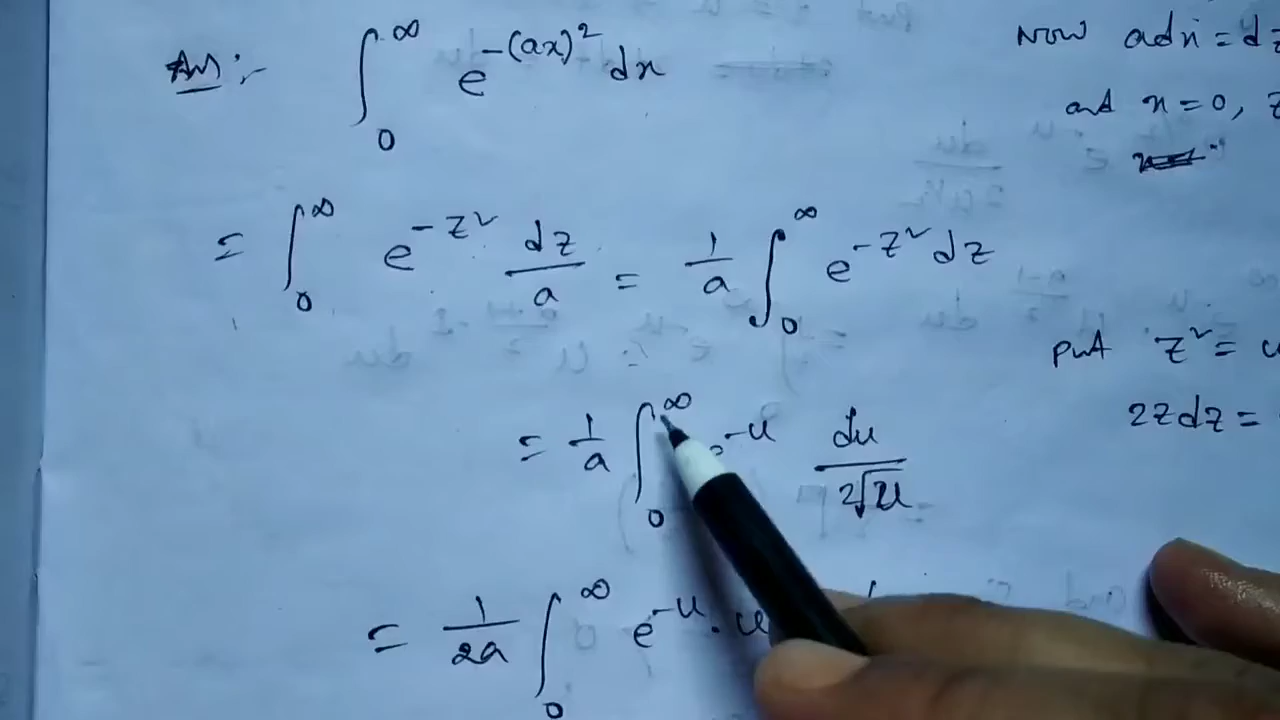 Ans :- ∫₀^∞ e^{-(ax)²} dx
Now adx = dz
and x = 0, z
= ∫₀^∞ e^{-z²} dz/a = 1/a ∫₀^∞ e^{-z²} dz
put z² = u
2zdz =
= 1/a ∫₀^∞ e^{-u} du/2√u
= 1/2a ∫₀^∞ e^{-u} · u